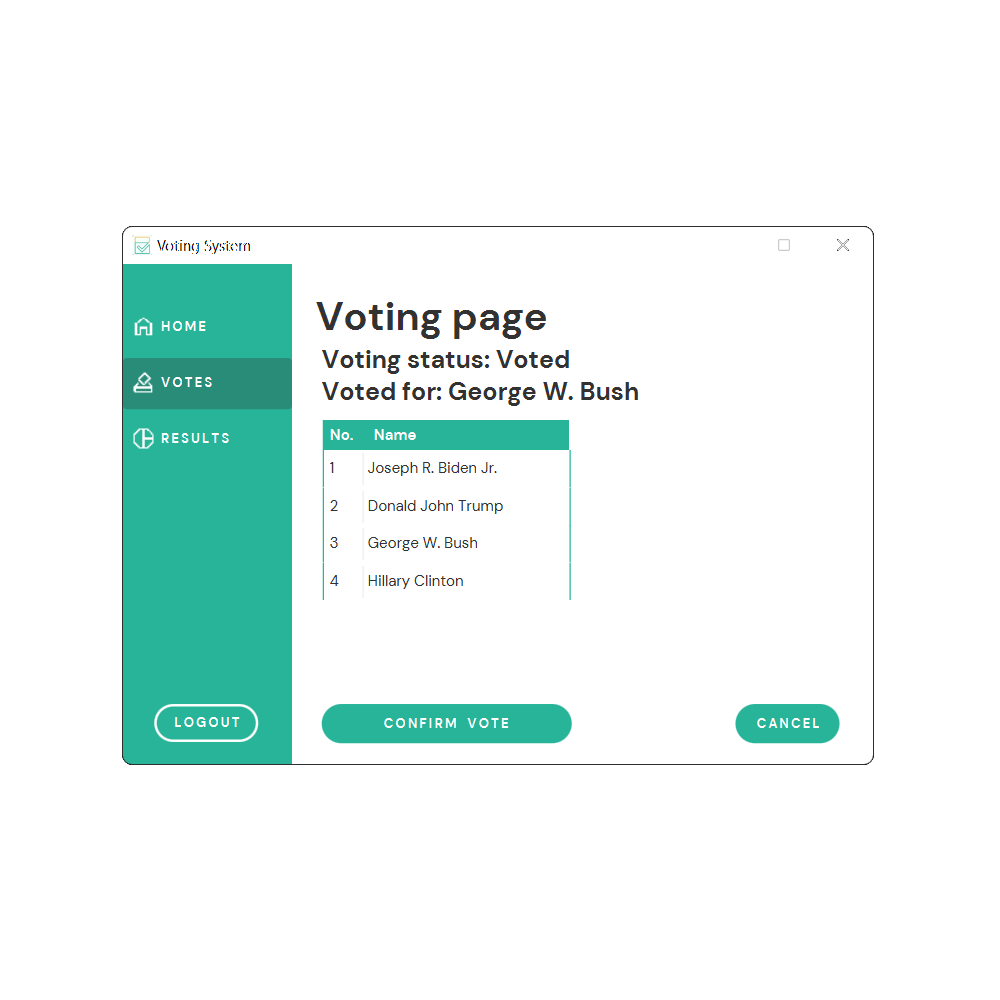 Voting System
HOME
VOTES
RESULTS
LOGOUT
Voting page
Voting status: Voted
Voted for: George W. Bush
No. Name
1 Joseph R. Biden Jr.
2 Donald John Trump
3 George W. Bush
4 Hillary Clinton
CONFIRM VOTE
CANCEL